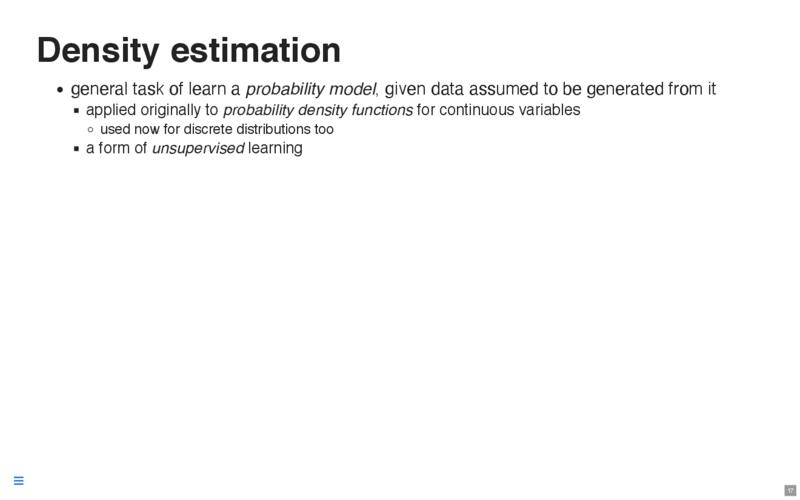 Density estimation
• general task of learn a probability model, given data assumed to be generated from it
▪ applied originally to probability density functions for continuous variables
○ used now for discrete distributions too
▪ a form of unsupervised learning
17